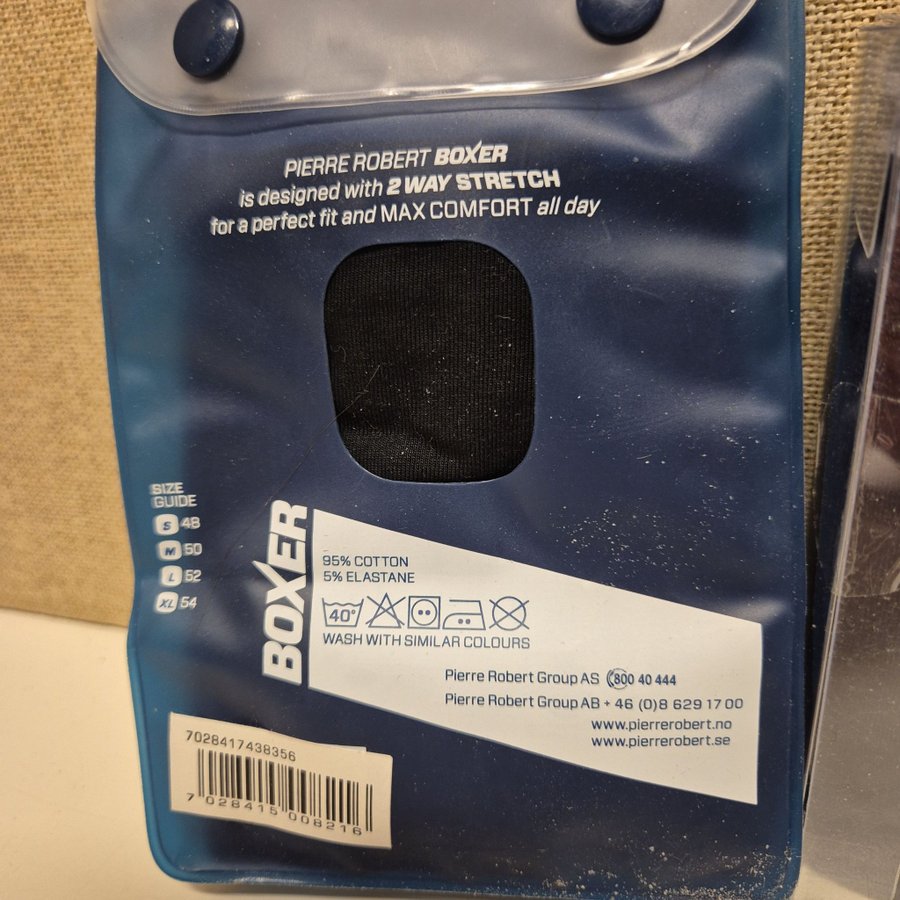 PIERRE ROBERT BOXER
is designed with 2 WAY STRETCH
for a perfect fit and MAX COMFORT all day
SIZE
GUIDE
S 48
M 50
L 52
XL 54
BOXER
95% COTTON
5% ELASTANE
40°
WASH WITH SIMILAR COLOURS
Pierre Robert Group AS 800 40 444
Pierre Robert Group AB + 46 (0)8 629 17 00
www.pierrerobert.no
www.pierrerobert.se
7028417438356
7 028415 008216